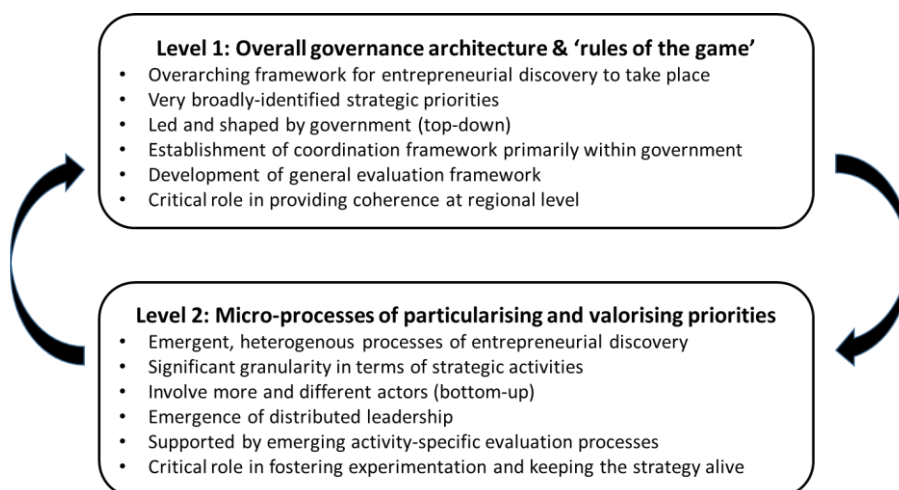 Level 1: Overall governance architecture & ‘rules of the game’
• Overarching framework for entrepreneurial discovery to take place
• Very broadly-identified strategic priorities
• Led and shaped by government (top-down)
• Establishment of coordination framework primarily within government
• Development of general evaluation framework
• Critical role in providing coherence at regional level
Level 2: Micro-processes of particularising and valorising priorities
• Emergent, heterogenous processes of entrepreneurial discovery
• Significant granularity in terms of strategic activities
• Involve more and different actors (bottom-up)
• Emergence of distributed leadership
• Supported by emerging activity-specific evaluation processes
• Critical role in fostering experimentation and keeping the strategy alive